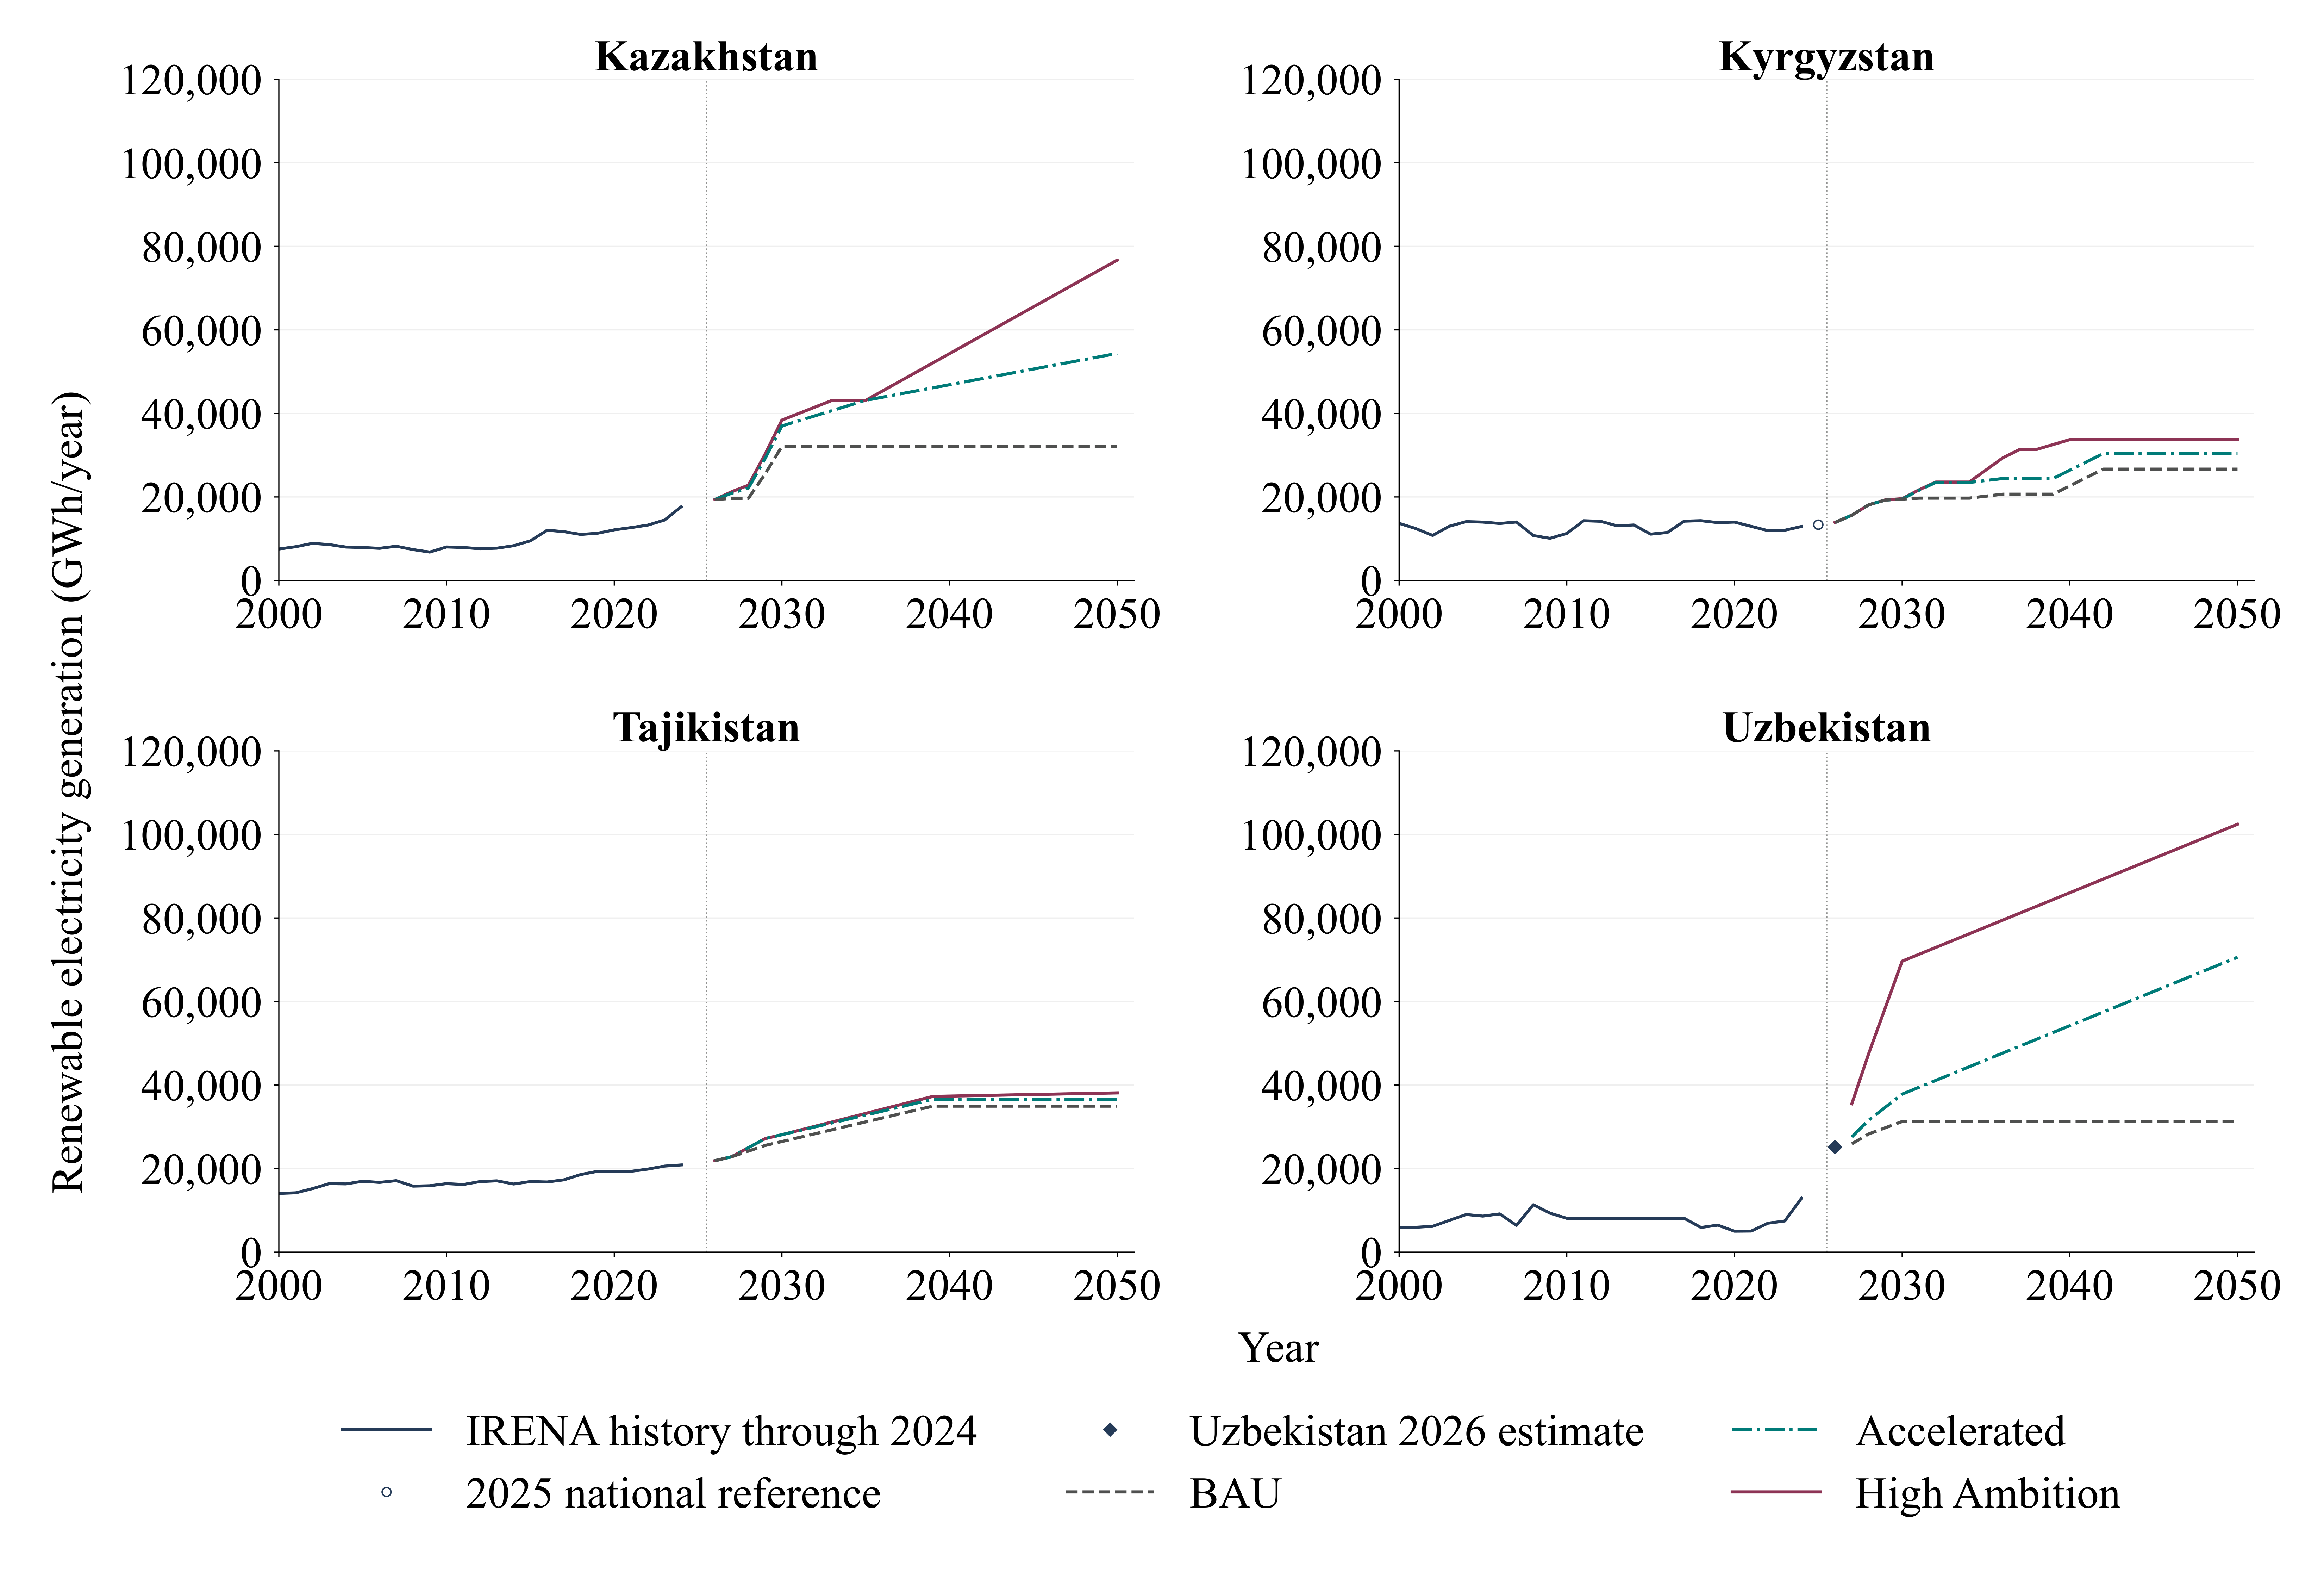 Kazakhstan
120,000
100,000
80,000
60,000
40,000
20,000
0
2000 2010 2020 2030 2040 2050
Kyrgyzstan
120,000
100,000
80,000
60,000
40,000
20,000
0
2000 2010 2020 2030 2040 2050
Renewable electricity generation (GWh/year)
Tajikistan
120,000
100,000
80,000
60,000
40,000
20,000
0
2000 2010 2020 2030 2040 2050
Uzbekistan
120,000
100,000
80,000
60,000
40,000
20,000
0
2000 2010 2020 2030 2040 2050
Year
IRENA history through 2024
2025 national reference
Uzbekistan 2026 estimate
BAU
Accelerated
High Ambition